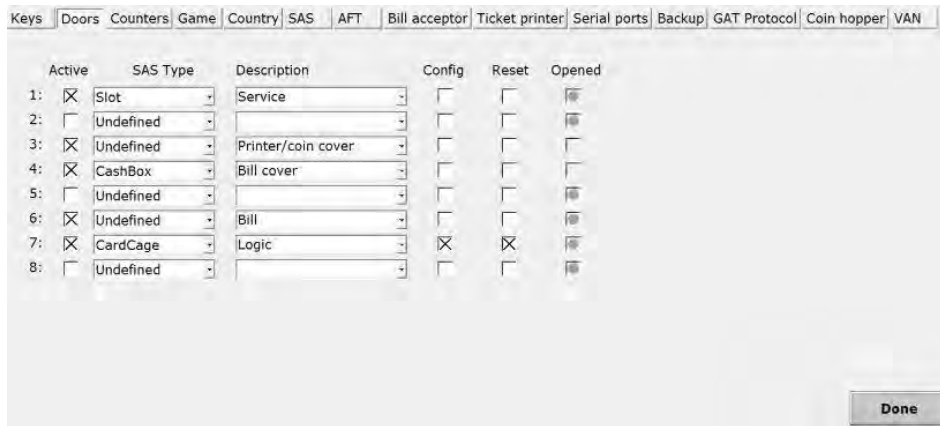 Keys Doors Counters Game Country SAS AFT Bill acceptor Ticket printer Serial ports Backup GAT Protocol Coin hopper VAN
Active SAS Type Description Config Reset Opened
1: Slot Service
2: Undefined
3: Undefined Printer/coin cover
4: CashBox Bill cover
5: Undefined
6: Undefined Bill
7: CardCage Logic
8: Undefined
Done